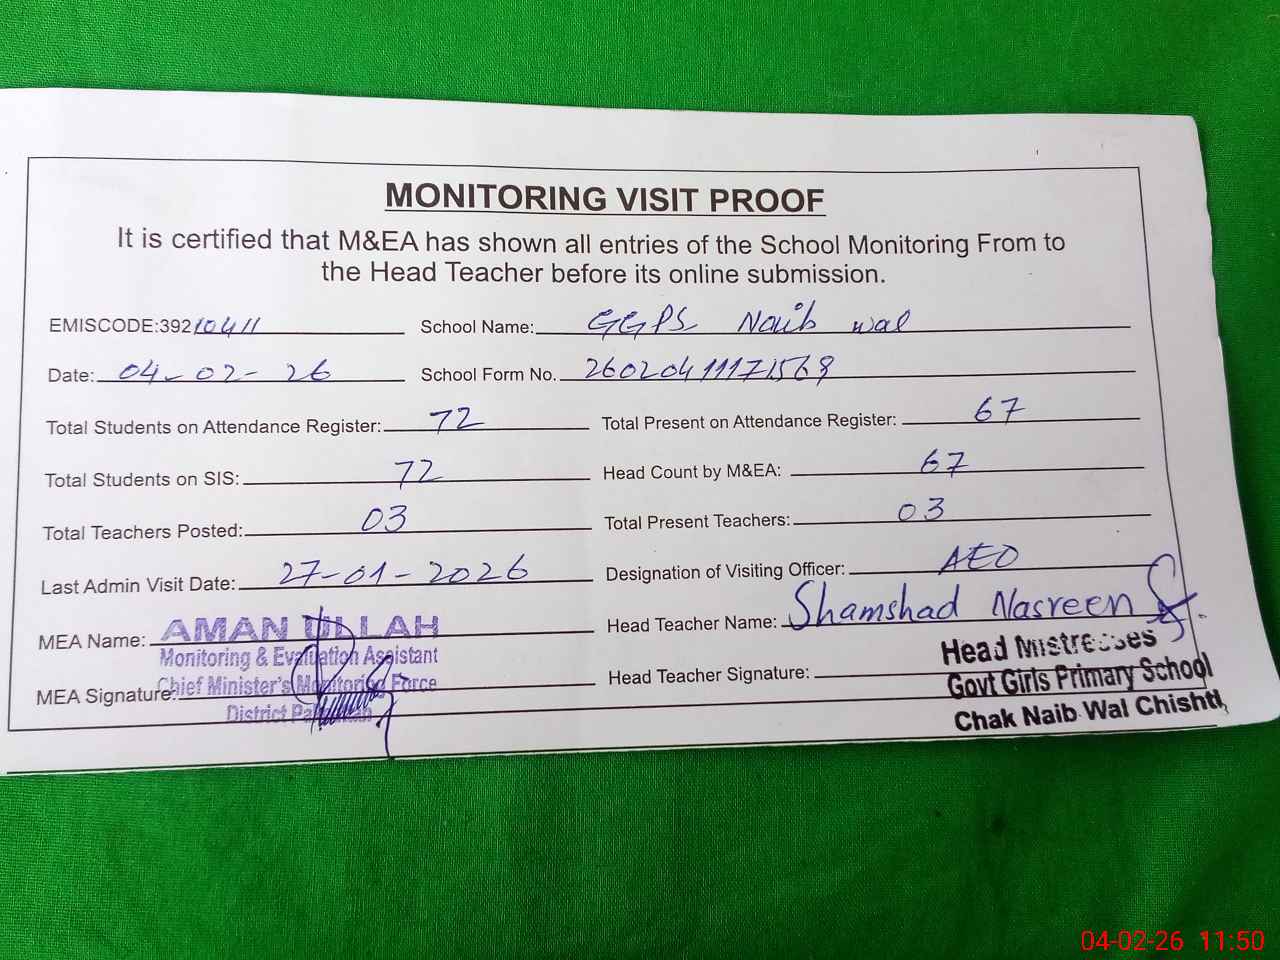 MONITORING VISIT PROOF
It is certified that M&EA has shown all entries of the School Monitoring From to
the Head Teacher before its online submission.
EMISCODE:39210411 School Name: GGPS Naib wal
Date: 04-02-26 School Form No. 26020411171568
Total Students on Attendance Register: 72 Total Present on Attendance Register: 67
Total Students on SIS: 72 Head Count by M&EA: 67
Total Teachers Posted: 03 Total Present Teachers: 03
Last Admin Visit Date: 27-01-2026 Designation of Visiting Officer: AEO
MEA Name: AMAN ULLAH Head Teacher Name: Shamshad Nasreen
Monitoring & Evaluation Assistant
MEA Signature: Chief Minister's Monitoring Force
District
Head Teacher Signature:
Head Mistresses
Govt Girls Primary School
Chak Naib Wal Chishti
04-02-26 11:50